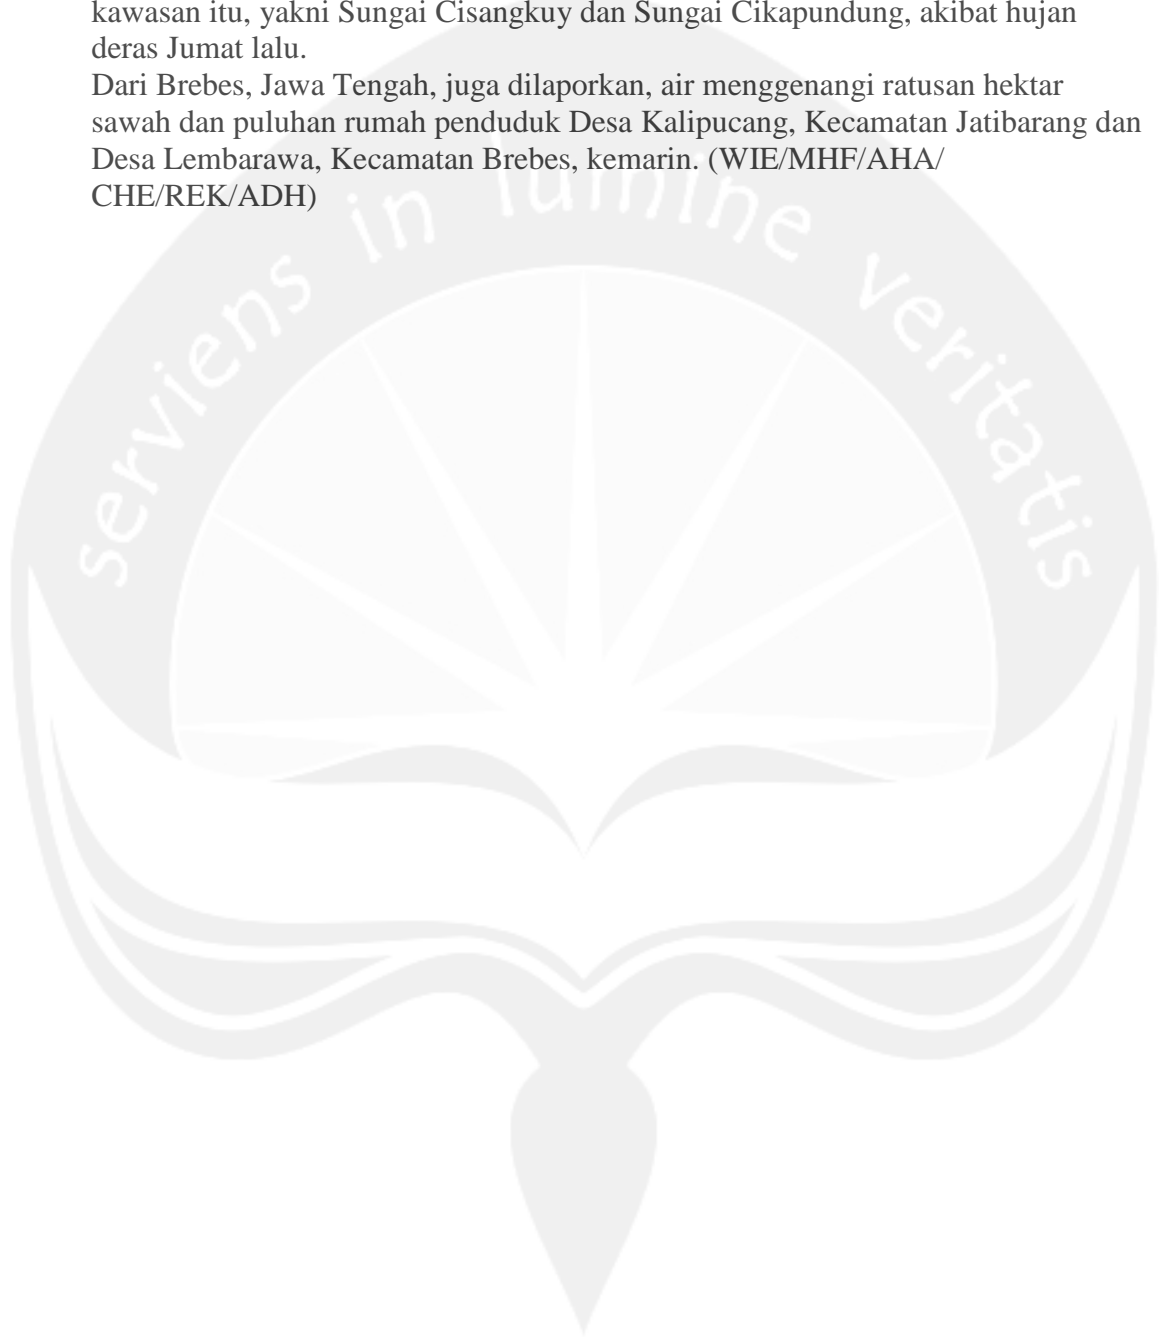 kawasan itu, yakni Sungai Cisangkuy dan Sungai Cikapundung, akibat hujan
deras Jumat lalu.
Dari Brebes, Jawa Tengah, juga dilaporkan, air menggenangi ratusan hektar
sawah dan puluhan rumah penduduk Desa Kalipucang, Kecamatan Jatibarang dan
Desa Lembarawa, Kecamatan Brebes, kemarin. (WIE/MHF/AHA/
CHE/REK/ADH)
serviens in lumine veritatis